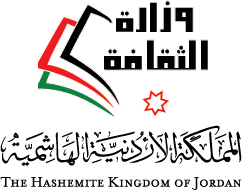 وزارة
الثقافة
المملكة الأردنية الهاشمية
THE HASHEMITE KINGDOM OF JORDAN